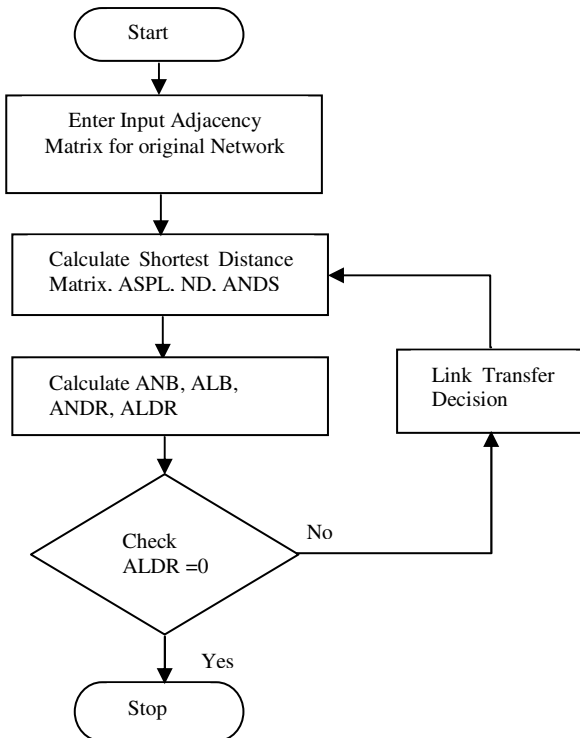 Start
Enter Input Adjacency
Matrix for original Network
Calculate Shortest Distance
Matrix, ASPL, ND, ANDS
Calculate ANB, ALB,
ANDR, ALDR
Link Transfer
Decision
Check
ALDR =0
No
Yes
Stop